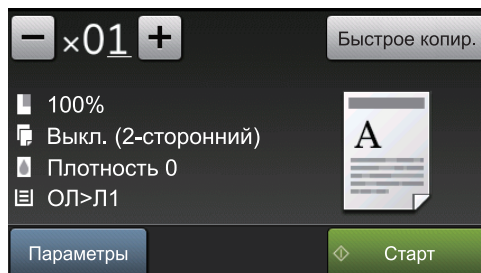 − ×01 + Быстрое копир.
100%
Выкл. (2-сторонний)
A
Плотность 0
ОЛ>Л1
Параметры Старт